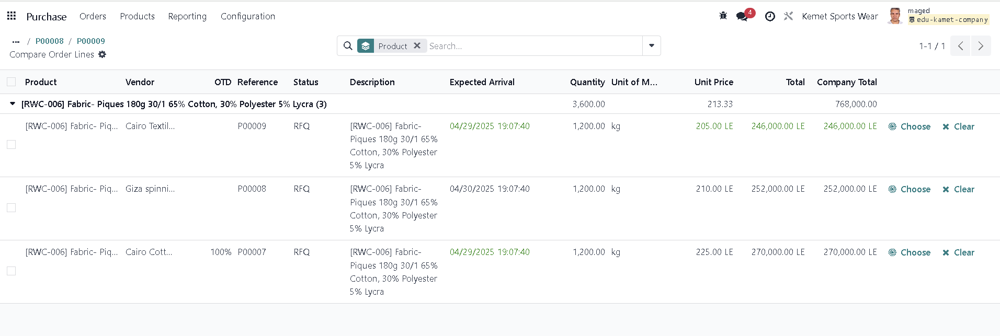 Purchase Orders Products Reporting Configuration 4 Kemet Sports Wear maged
edu-kamet-company
... / P00008 / P00009
Compare Order Lines
Product Search...
1-1 / 1
Product Vendor OTD Reference Status Description Expected Arrival Quantity Unit of M... Unit Price Total Company Total
[RWC-006] Fabric- Piques 180g 30/1 65% Cotton, 30% Polyester 5% Lycra (3) 3,600.00 213.33 768,000.00
[RWC-006] Fabric- Piq... Cairo Textil... P00009 RFQ [RWC-006] Fabric- 04/29/2025 19:07:40 1,200.00 kg 205.00 LE 246,000.00 LE 246,000.00 LE Choose Clear
Piques 180g 30/1 65%
Cotton, 30% Polyester
5% Lycra
[RWC-006] Fabric- Piq... Giza spinni... P00008 RFQ [RWC-006] Fabric- 04/30/2025 19:07:40 1,200.00 kg 210.00 LE 252,000.00 LE 252,000.00 LE Choose Clear
Piques 180g 30/1 65%
Cotton, 30% Polyester
5% Lycra
[RWC-006] Fabric- Piq... Cairo Cott... 100% P00007 RFQ [RWC-006] Fabric- 04/29/2025 19:07:40 1,200.00 kg 225.00 LE 270,000.00 LE 270,000.00 LE Choose Clear
Piques 180g 30/1 65%
Cotton, 30% Polyester
5% Lycra